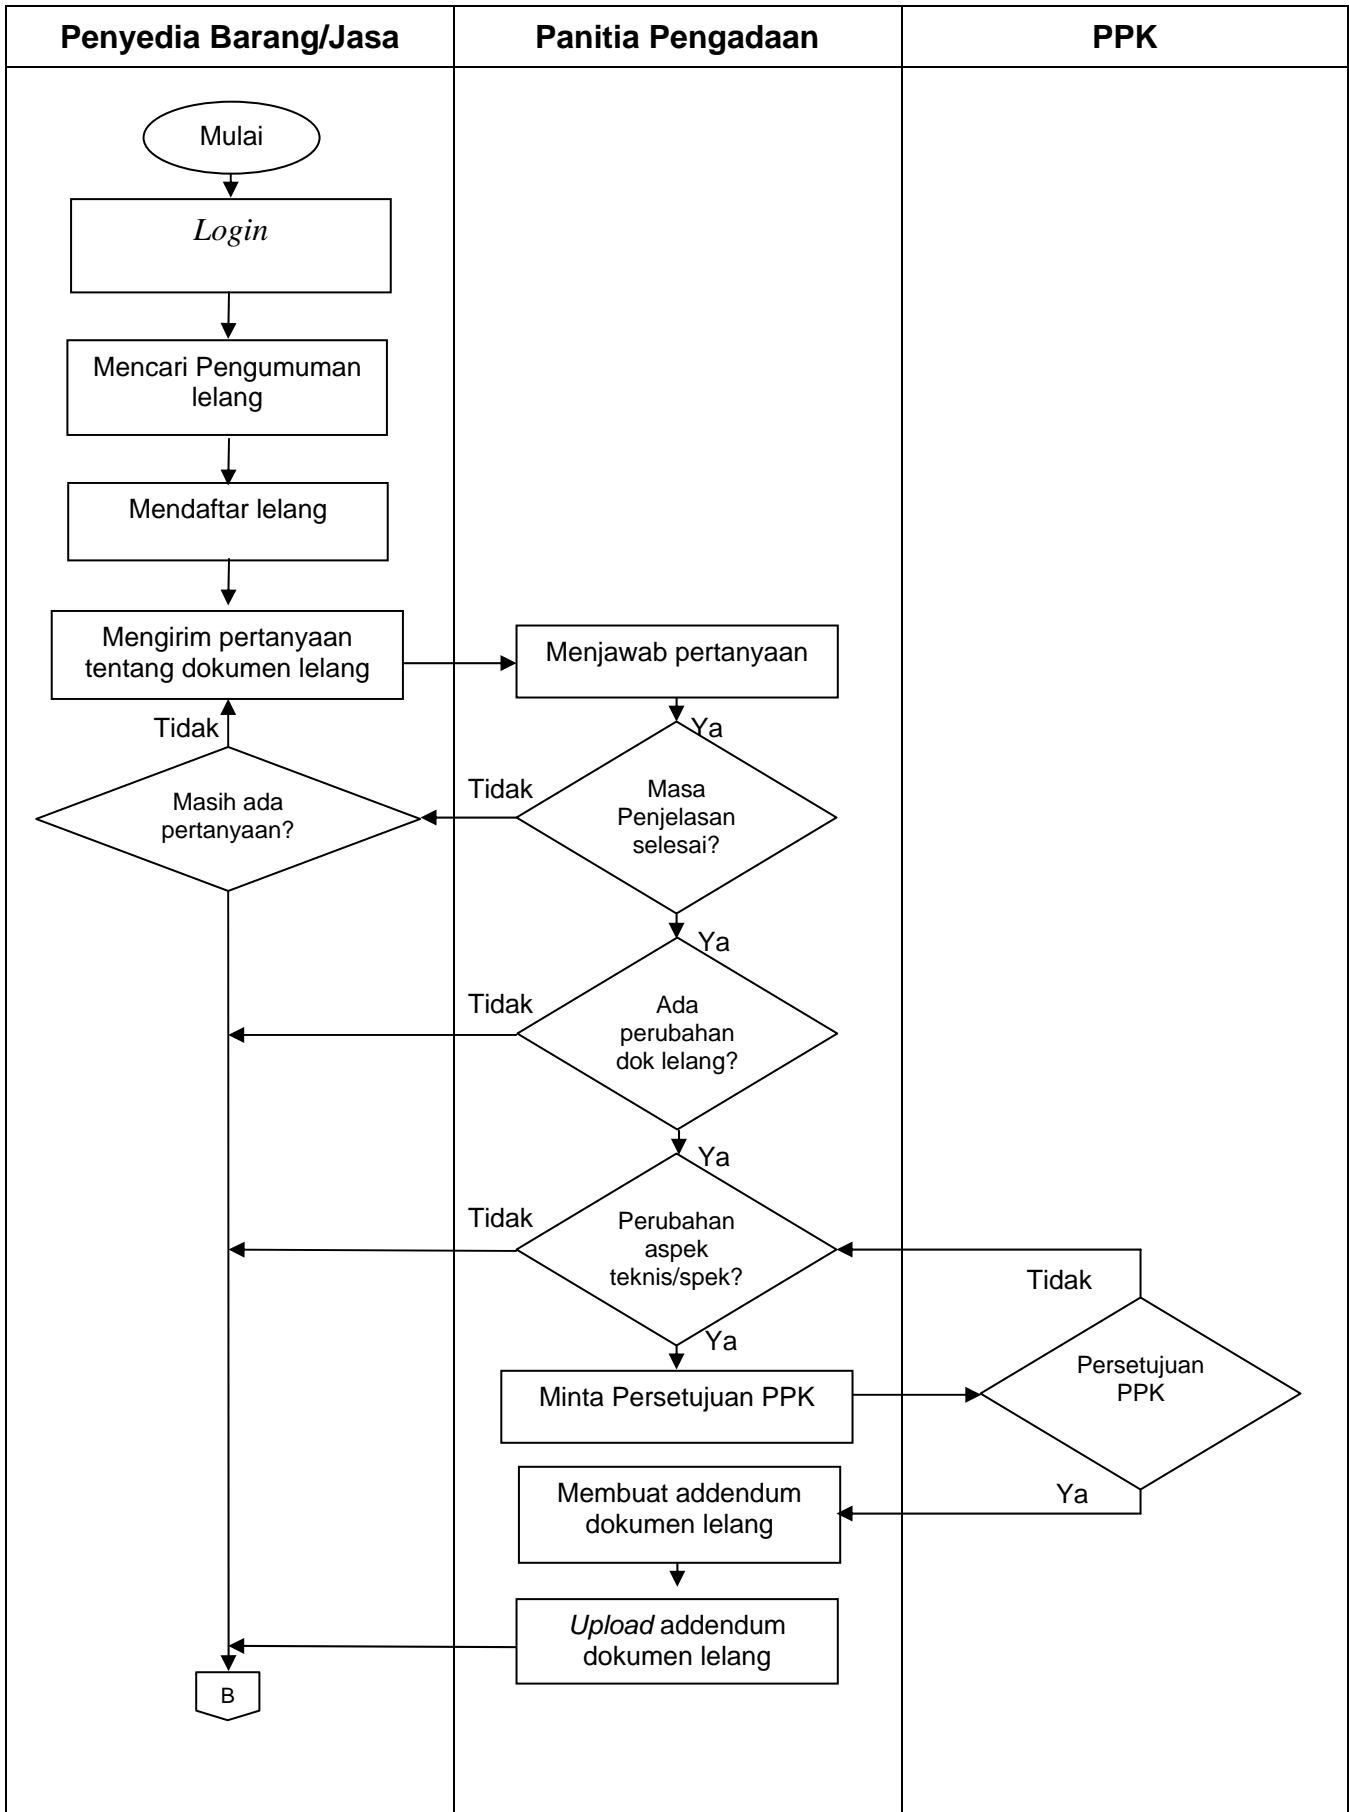 Penyedia Barang/Jasa
Panitia Pengadaan
PPK
Mulai
Login
Mencari Pengumuman
lelang
Mendaftar lelang
Mengirim pertanyaan
tentang dokumen lelang
Menjawab pertanyaan
Tidak
Ya
Masih ada
pertanyaan?
Tidak
Masa
Penjelasan
selesai?
Ya
Tidak
Ada
perubahan
dok lelang?
Ya
Tidak
Perubahan
aspek
teknis/spek?
Tidak
Ya
Minta Persetujuan PPK
Persetujuan
PPK
Ya
Membuat addendum
dokumen lelang
Upload addendum
dokumen lelang
B